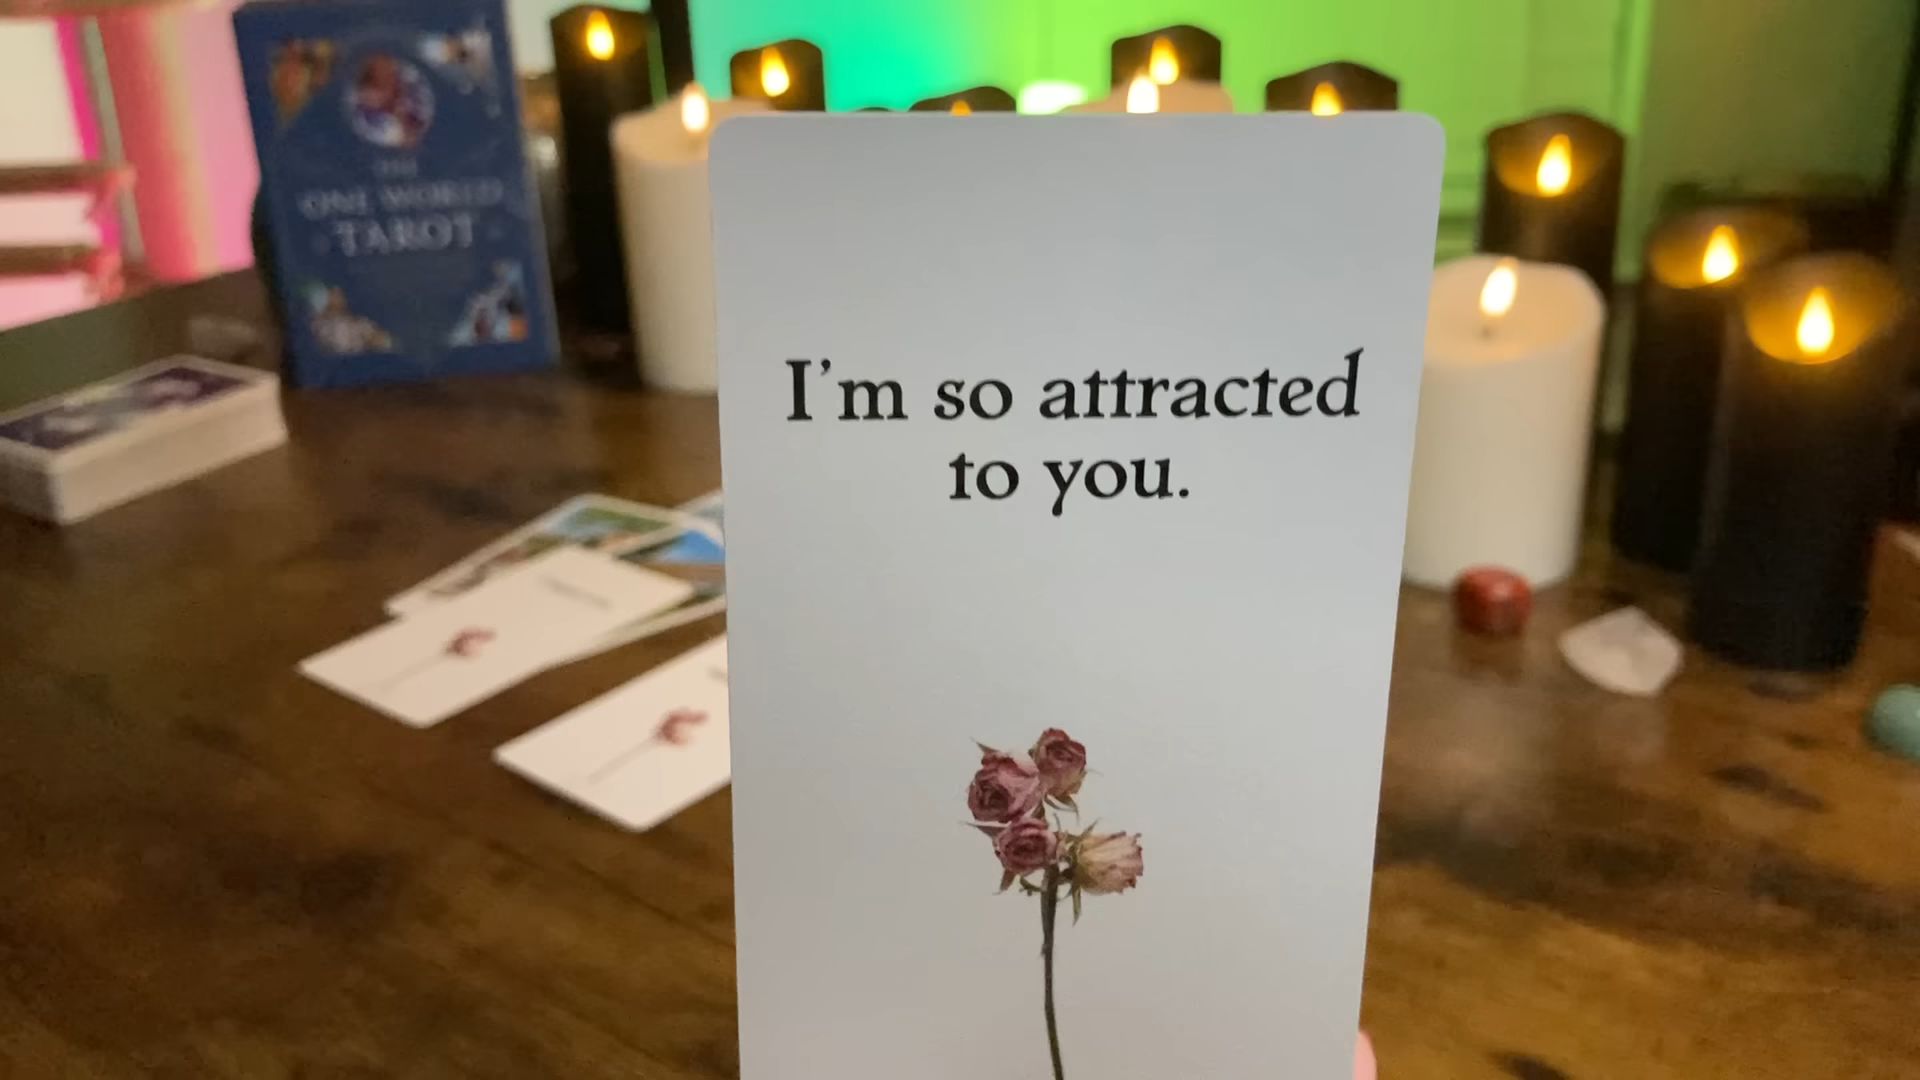 THE
ONE WORLD
TAROT
I'm so attracted
to you.